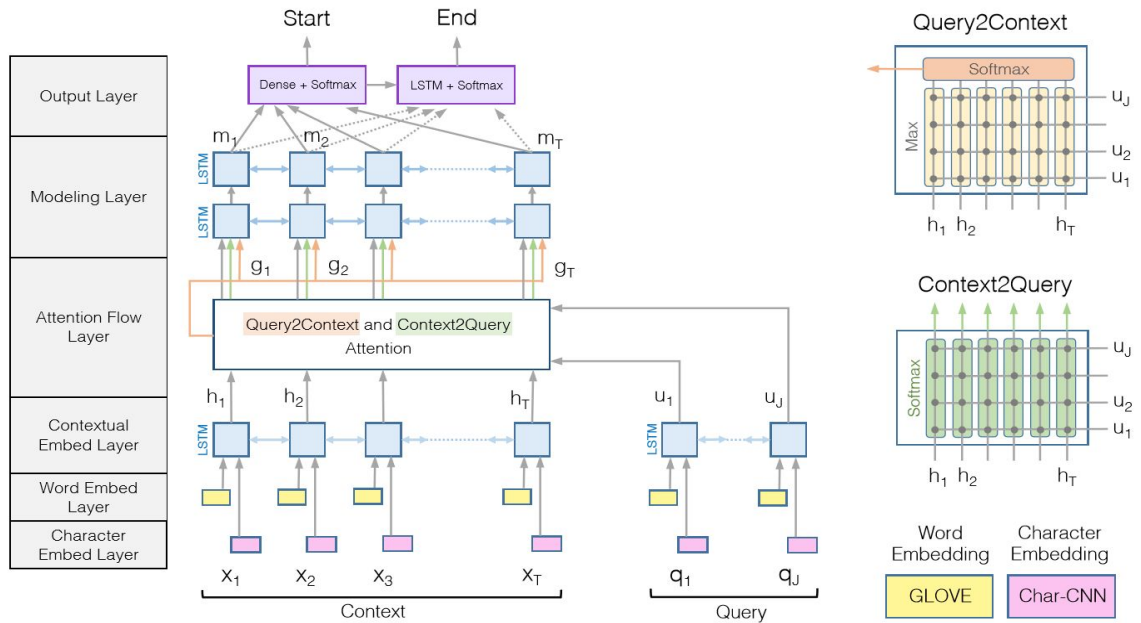 Start
End
Query2Context
Output Layer
Dense + Softmax
LSTM + Softmax
Softmax
Max
u_J
u_2
u_1
h_1 h_2 h_T
m_1 m_2 m_T
Modeling Layer
LSTM
LSTM
g_1 g_2 g_T
Attention Flow
Layer
Query2Context and Context2Query
Attention
Context2Query
Softmax
u_J
u_2
u_1
h_1 h_2 h_T
h_1 h_2 h_T u_1 u_J
Contextual
Embed Layer
LSTM
LSTM
Word Embed
Layer
Character
Embed Layer
x_1 x_2 x_3 x_T q_1 q_J
Context
Query
Word
Embedding
Character
Embedding
GLOVE
Char-CNN